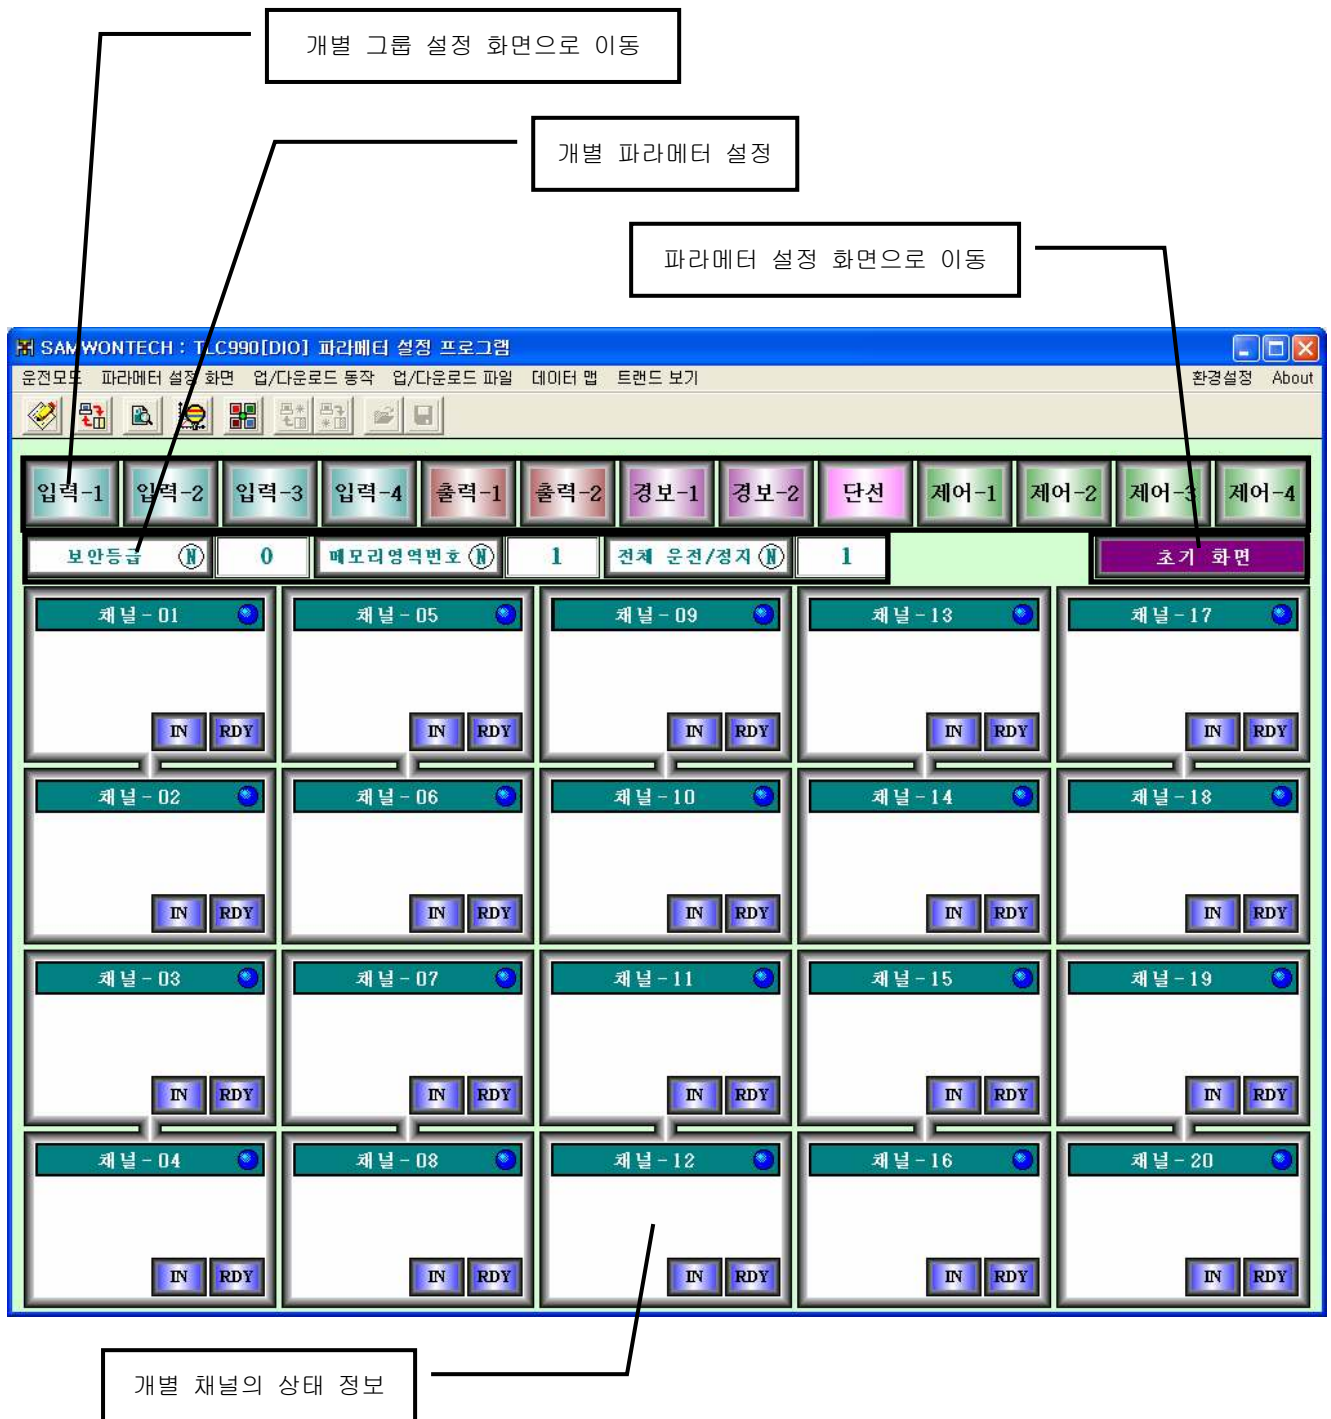 개별 그룹 설정 화면으로 이동
개별 파라메터 설정
파라메터 설정 화면으로 이동
SAMWONTECH : TLC990[DIO] 파라메터 설정 프로그램
운전모드 파라메터 설정 화면 업/다운로드 동작 업/다운로드 파일 데이터 맵 트랜드 보기 환경설정 About
입력-1 입력-2 입력-3 입력-4 출력-1 출력-2 경보-1 경보-2 단선 제어-1 제어-2 제어-3 제어-4
보안등급 Ⓝ 0 메모리영역번호 Ⓝ 1 전체 운전/정지 Ⓝ 1 초기 화면
채널-01 채널-05 채널-09 채널-13 채널-17
IN RDY IN RDY IN RDY IN RDY IN RDY
채널-02 채널-06 채널-10 채널-14 채널-18
IN RDY IN RDY IN RDY IN RDY IN RDY
채널-03 채널-07 채널-11 채널-15 채널-19
IN RDY IN RDY IN RDY IN RDY IN RDY
채널-04 채널-08 채널-12 채널-16 채널-20
IN RDY IN RDY IN RDY IN RDY IN RDY
개별 채널의 상태 정보